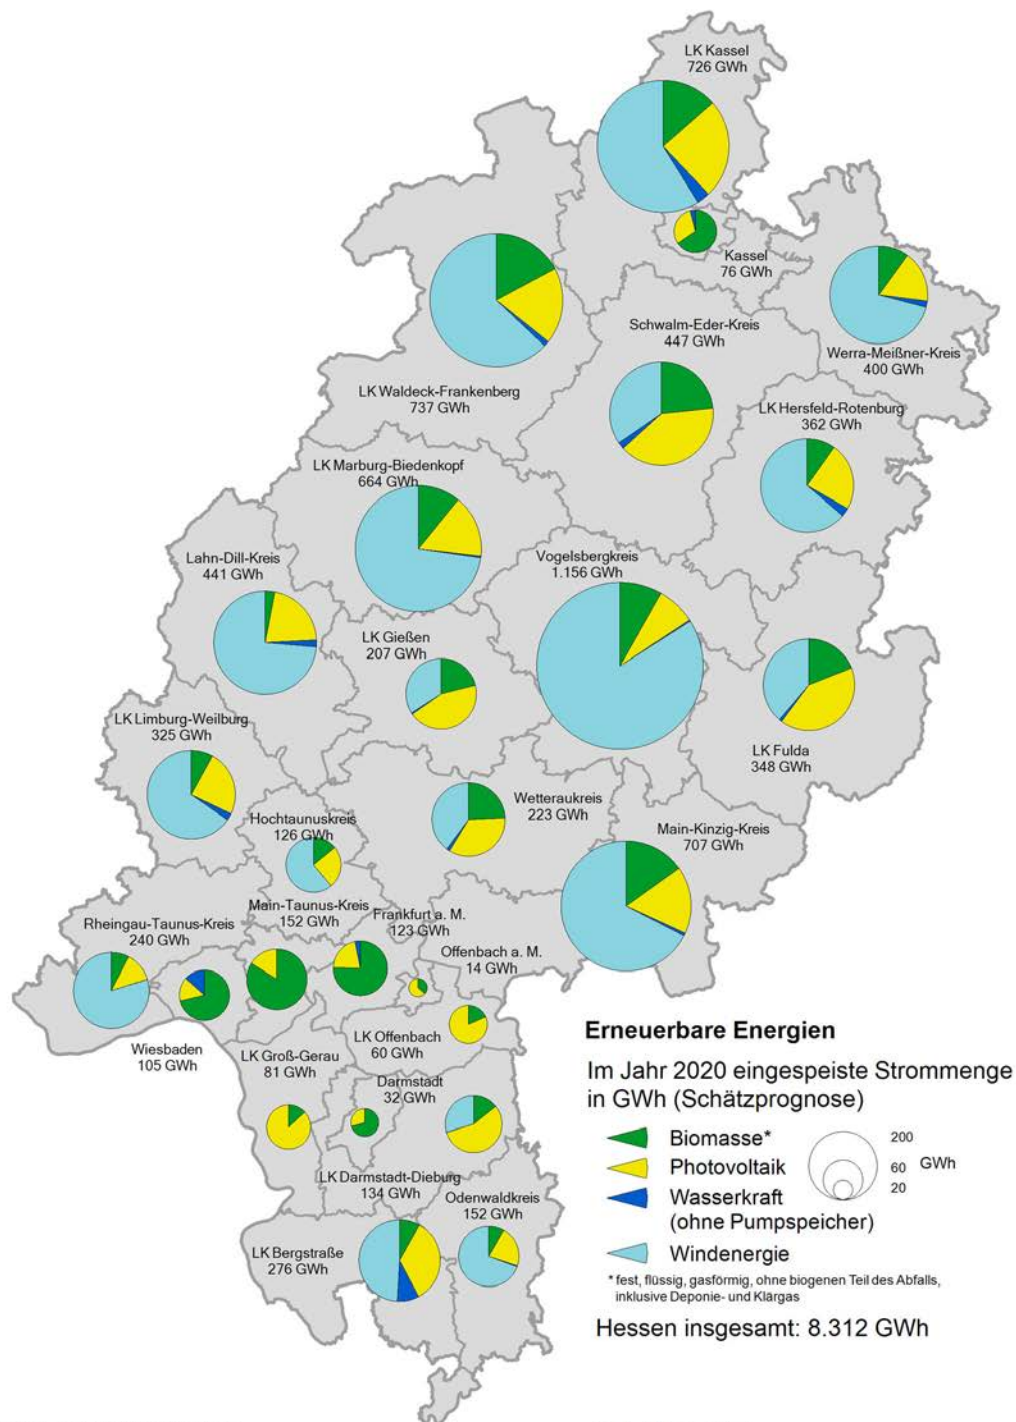 LK Kassel
726 GWh
Kassel
76 GWh
Schwalm-Eder-Kreis
447 GWh
Werra-Meißner-Kreis
400 GWh
LK Waldeck-Frankenberg
737 GWh
LK Hersfeld-Rotenburg
362 GWh
LK Marburg-Biedenkopf
664 GWh
Lahn-Dill-Kreis
441 GWh
Vogelsbergkreis
1.156 GWh
LK Gießen
207 GWh
LK Limburg-Weilburg
325 GWh
LK Fulda
348 GWh
Wetteraukreis
223 GWh
Hochtaunuskreis
126 GWh
Main-Kinzig-Kreis
707 GWh
Main-Taunus-Kreis
152 GWh
Frankfurt a. M.
123 GWh
Rheingau-Taunus-Kreis
240 GWh
Offenbach a. M.
14 GWh
Wiesbaden
105 GWh
LK Groß-Gerau
81 GWh
LK Offenbach
60 GWh
Darmstadt
32 GWh
LK Darmstadt-Dieburg
134 GWh
Odenwaldkreis
152 GWh
LK Bergstraße
276 GWh
Erneuerbare Energien
Im Jahr 2020 eingespeiste Strommenge
in GWh (Schätzprognose)
Biomasse*
Photovoltaik
Wasserkraft
(ohne Pumpspeicher)
Windenergie
200
60 GWh
20
* fest, flüssig, gasförmig, ohne biogenen Teil des Abfalls,
inklusive Deponie- und Klärgas
Hessen insgesamt: 8.312 GWh